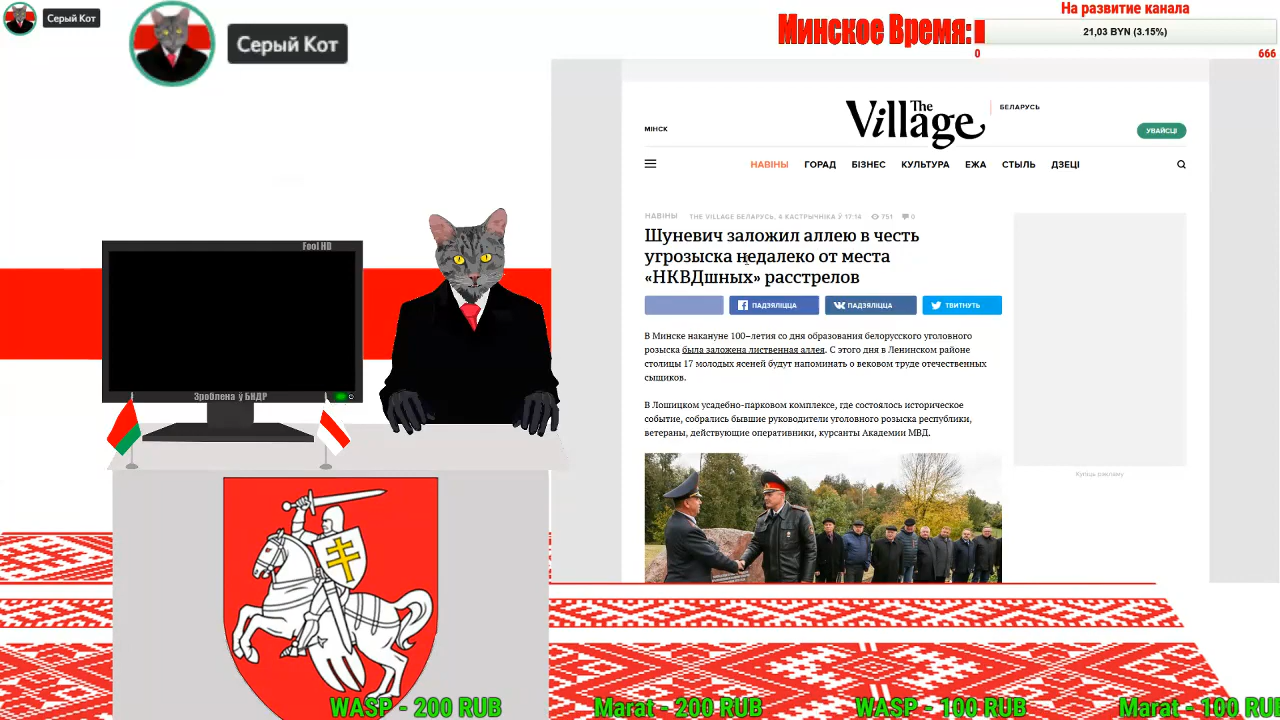 Серый Кот
Серый Кот
Минское Время:
На развитие канала
21,03 BYN (3.15%)
0
666
The Village
БЕЛАРУСЬ
МІНСК
УВАЙСЦІ
НАВІНЫ ГОРАД БІЗНЕС КУЛЬТУРА ЕЖА СТЫЛЬ ДЗЕЦІ
НАВІНЫ THE VILLAGE БЕЛАРУСЬ, 4 КАСТРЫЧНІКА Ў 17:14 751 0
Шуневич заложил аллею в честь
угрозыска недалеко от места
«НКВДшных» расстрелов
ПАДЗЯЛІЦЦА ПАДЗЯЛІЦЦА ТВИТНУТЬ
В Минске накануне 100–летия со дня образования белорусского уголовного
розыска была заложена лиственная аллея. С этого дня в Ленинском районе
столицы 17 молодых ясеней будут напоминать о вековом труде отечественных
сыщиков.
В Лошицком усадебно-парковом комплексе, где состоялось историческое
событие, собрались бывшие руководители уголовного розыска республики,
ветераны, действующие оперативники, курсанты Академии МВД.
Купіць рэкламу
Fool HD
Зроблена ў БНДР
WASP - 200 RUB Marat - 200 RUB WASP - 100 RUB Marat - 100 RUB